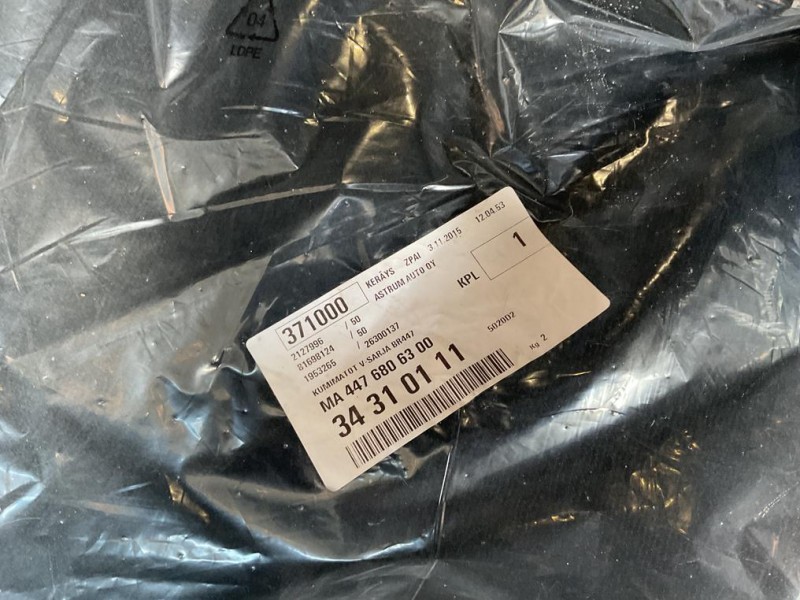 04
LDPE
371000
KERÄYS ZPAI 3.11.2015 12.04.53
ASTRUM AUTO OY
KPL 1
2127996 / 50
81698124 / 50
1953265 / 26300137
KUMIMATOT V-SARJA BR447
MA 447 680 63 00
502002
34 31 01 11
Kg 2